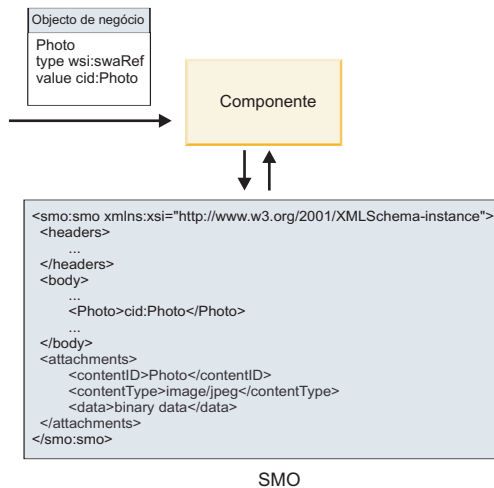 Objecto de negócio
Photo
type wsi:swaRef
value cid:Photo
Componente
<smo:smo xmlns:xsi="http://www.w3.org/2001/XMLSchema-instance">
<headers>
...
</headers>
<body>
...
<Photo>cid:Photo</Photo>
...
</body>
<attachments>
<contentID>Photo</contentID>
<contentType>image/jpeg</contentType>
<data>binary data</data>
</attachments>
</smo:smo>
SMO